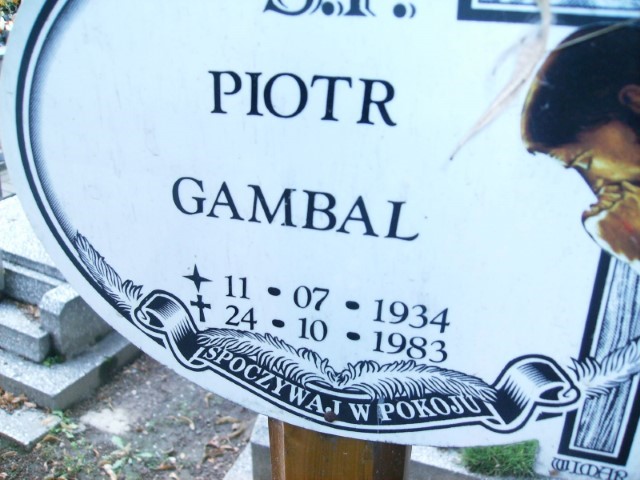 Ś.P.
PIOTR
GAMBAL
11 • 07 • 1934
24 • 10 • 1983
SPOCZYWAJ W POKOJU